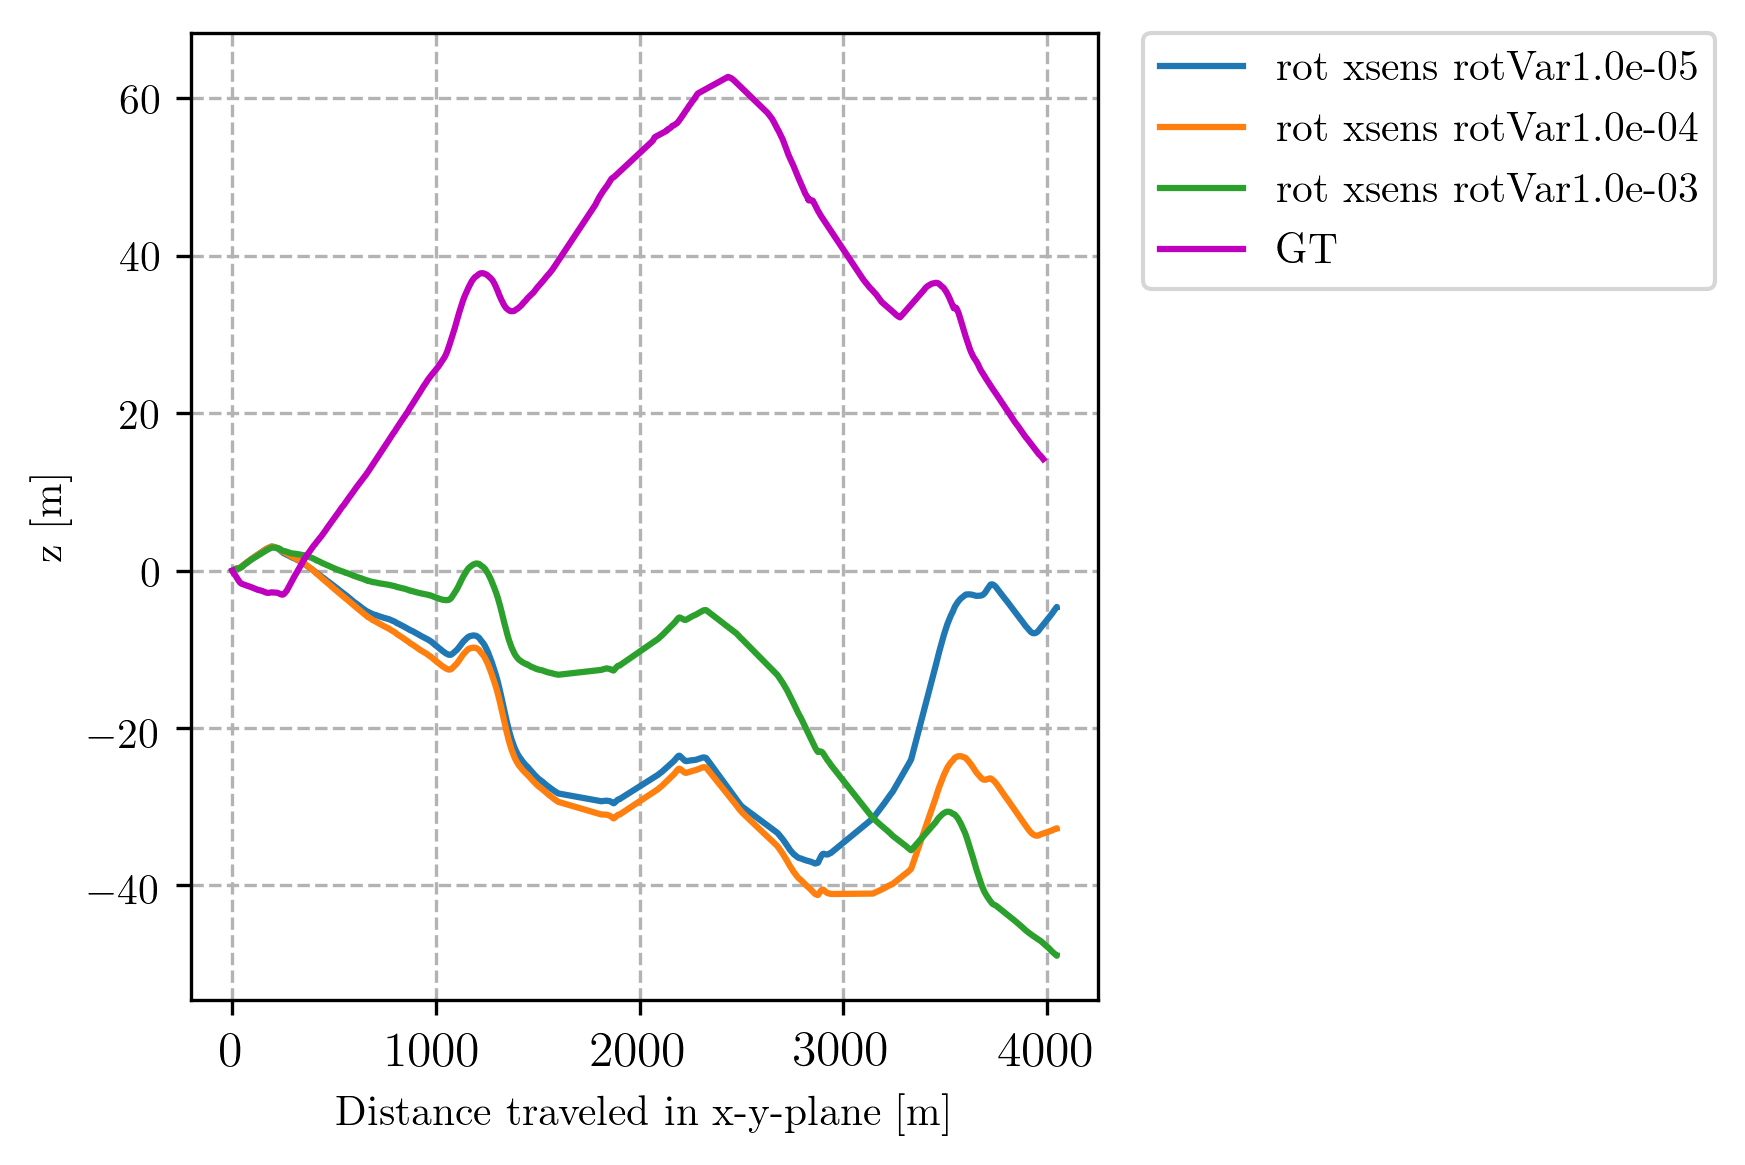 60
40
20
0
−20
−40
z [m]
0 1000 2000 3000 4000
Distance traveled in x-y-plane [m]
rot xsens rotVar1.0e-05
rot xsens rotVar1.0e-04
rot xsens rotVar1.0e-03
GT